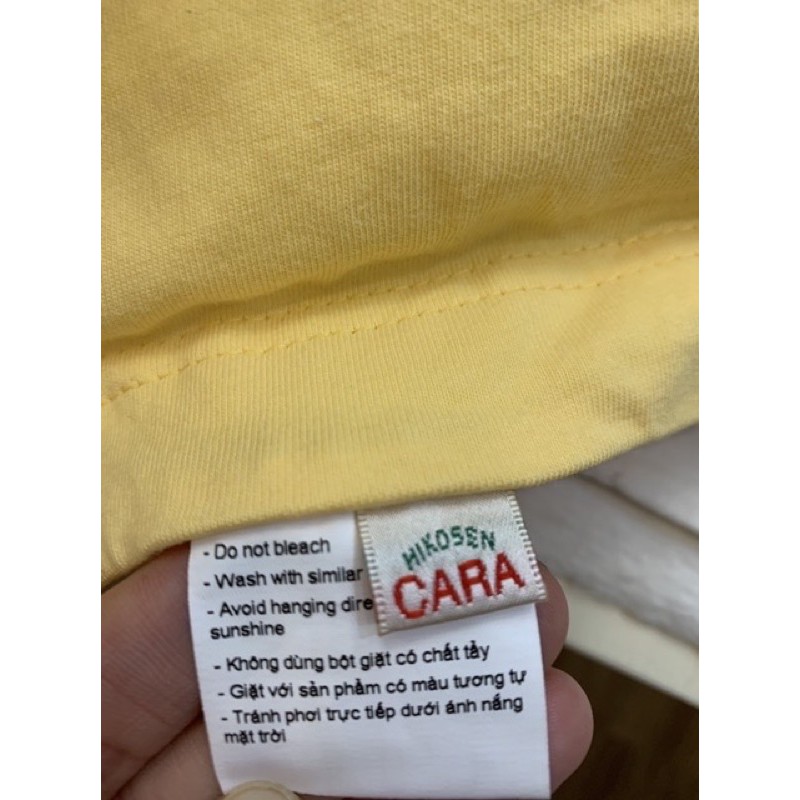 HIKOSEN
CARA
- Do not bleach
- Wash with similar
- Avoid hanging dire
sunshine
- Không dùng bột giặt có chất tẩy
- Giặt với sản phẩm có màu tương tự
- Tránh phơi trực tiếp dưới ánh nắng
mặt trời